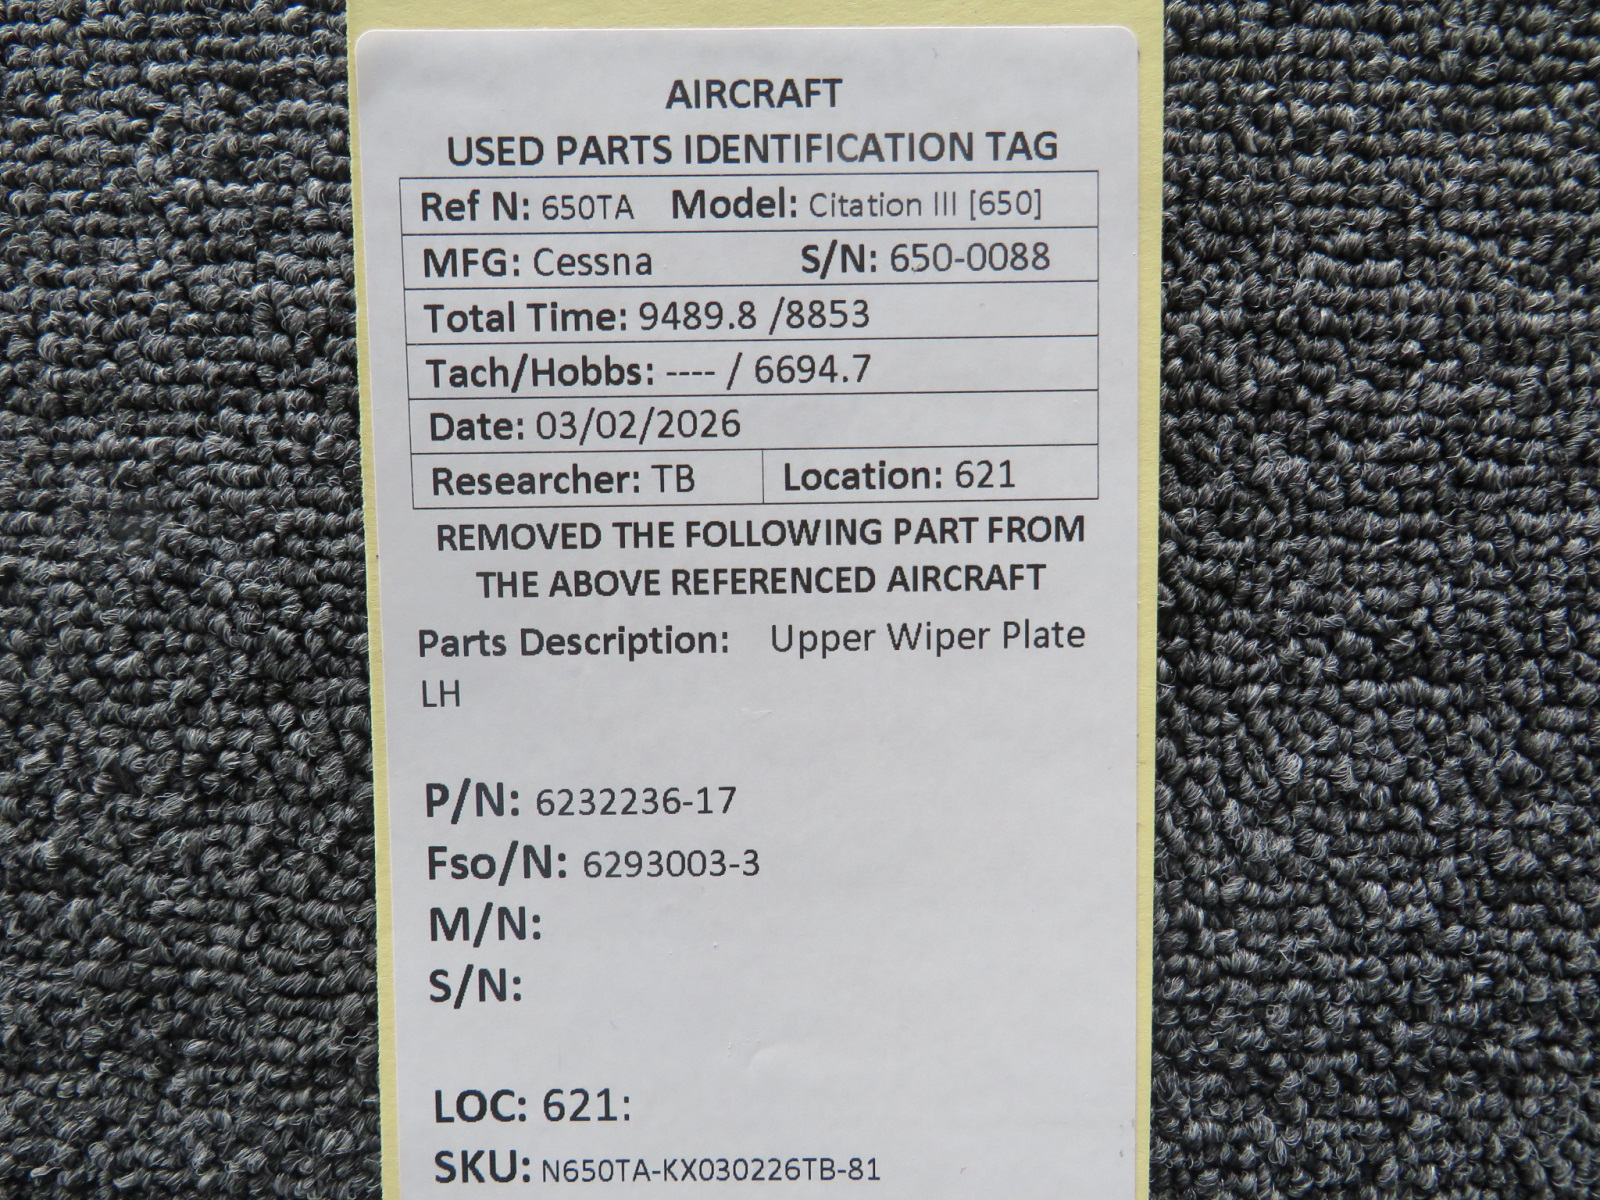 AIRCRAFT
USED PARTS IDENTIFICATION TAG
Ref N: 650TA Model: Citation III [650]
MFG: Cessna S/N: 650-0088
Total Time: 9489.8 /8853
Tach/Hobbs: ---- / 6694.7
Date: 03/02/2026
Researcher: TB Location: 621
REMOVED THE FOLLOWING PART FROM
THE ABOVE REFERENCED AIRCRAFT
Parts Description: Upper Wiper Plate
LH
P/N: 6232236-17
Fso/N: 6293003-3
M/N:
S/N:
LOC: 621:
SKU: N650TA-KX030226TB-81